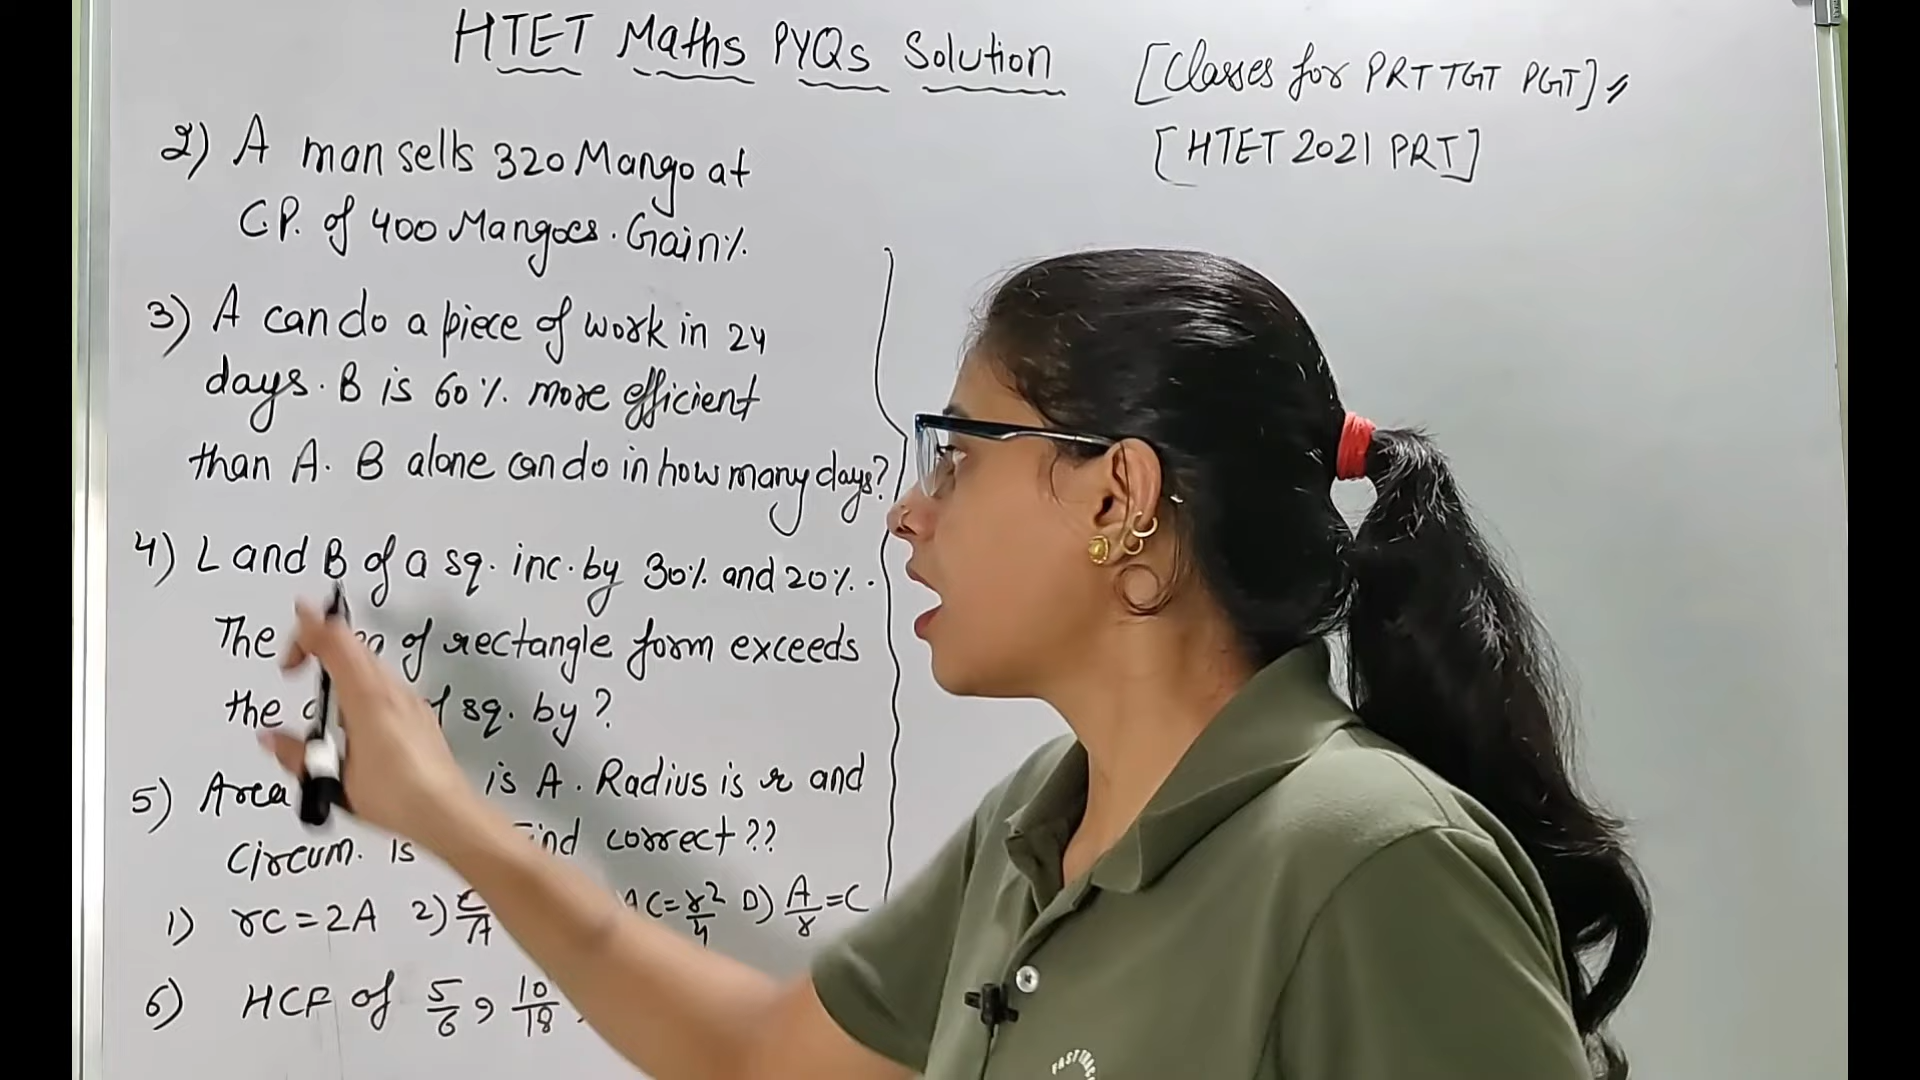 HTET Maths PYQs Solution
[Classes for PRT TGT PGT]
[HTET 2021 PRT]
2) A man sells 320 Mango at
C.P. of 400 Mangoes. Gain%
3) A can do a piece of work in 24
days. B is 60% more efficient
than A. B alone can do in how many days?
4) L and B of a sq. inc. by 30% and 20%.
The of rectangle form exceeds
the sq. by?
5) Area is A. Radius is r and
Circum. is correct??
1) rC = 2A 2) C/A AC = r²/4 D) A/r = C
6) HCF of 5/6, 10/18